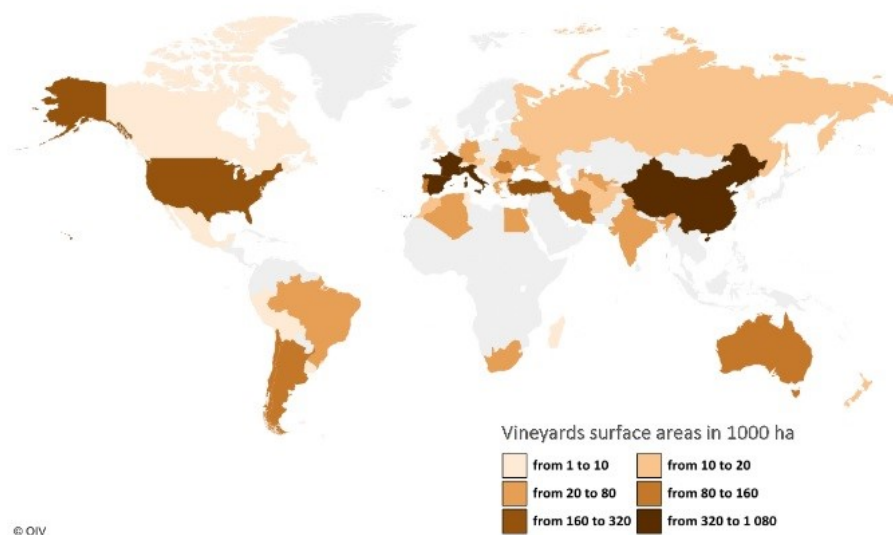 Vineyards surface areas in 1000 ha
from 1 to 10
from 10 to 20
from 20 to 80
from 80 to 160
from 160 to 320
from 320 to 1 080
© OIV